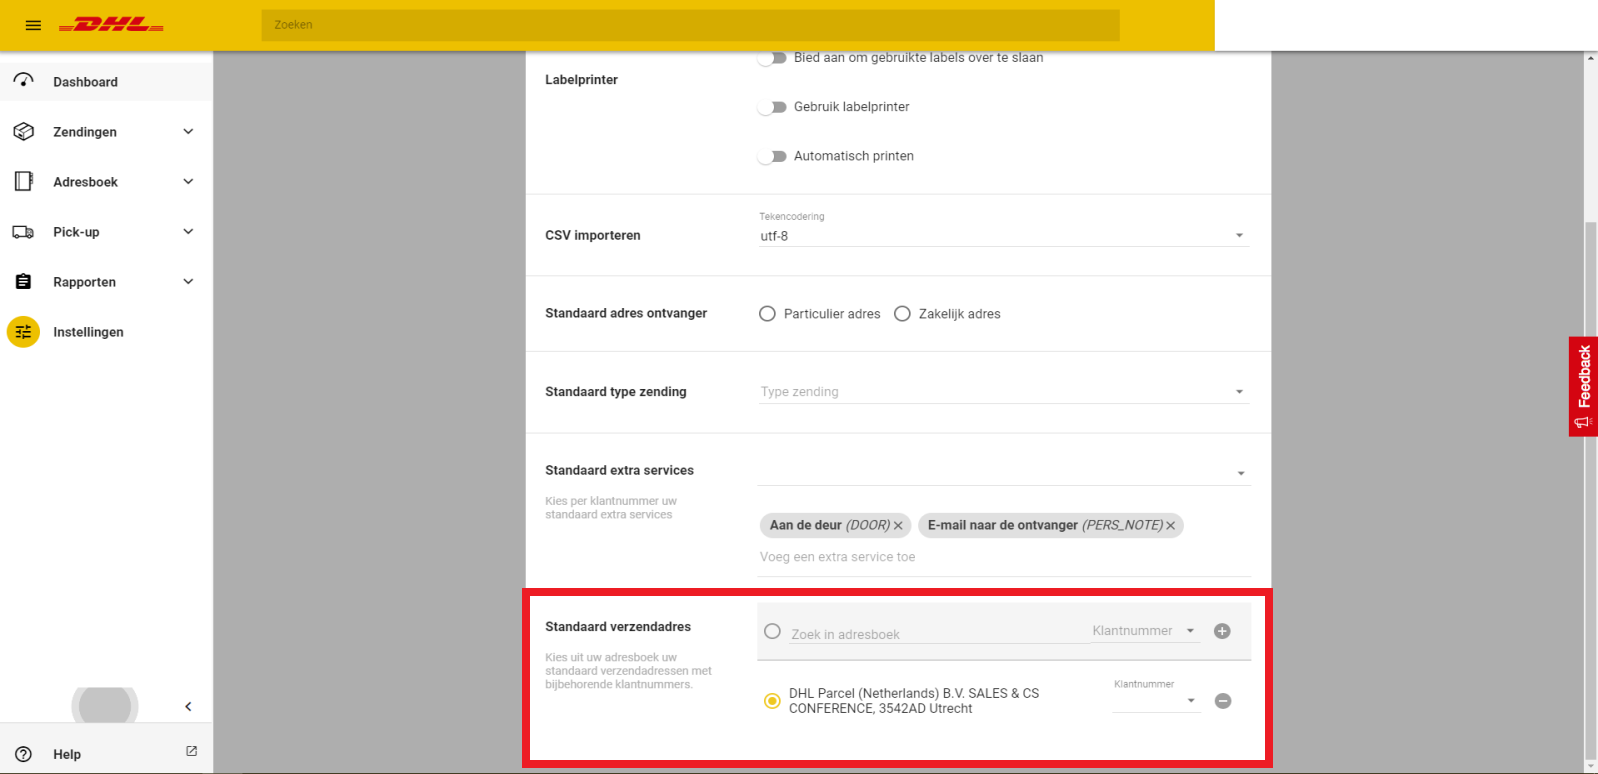 DHL
Zoeken
Dashboard
Zendingen
Adresboek
Pick-up
Rapporten
Instellingen
Help
Labelprinter
Bied aan om gebruikte labels over te slaan
Gebruik labelprinter
Automatisch printen
CSV importeren
Tekencodering
utf-8
Standaard adres ontvanger
Particulier adres
Zakelijk adres
Standaard type zending
Type zending
Standaard extra services
Kies per klantnummer uw
standaard extra services
Aan de deur (DOOR)
E-mail naar de ontvanger (PERS_NOTE)
Voeg een extra service toe
Standaard verzendadres
Kies uit uw adresboek uw
standaard verzendadressen met
bijbehorende klantnummers.
Zoek in adresboek
Klantnummer
DHL Parcel (Netherlands) B.V. SALES & CS
CONFERENCE, 3542AD Utrecht
Klantnummer
Feedback